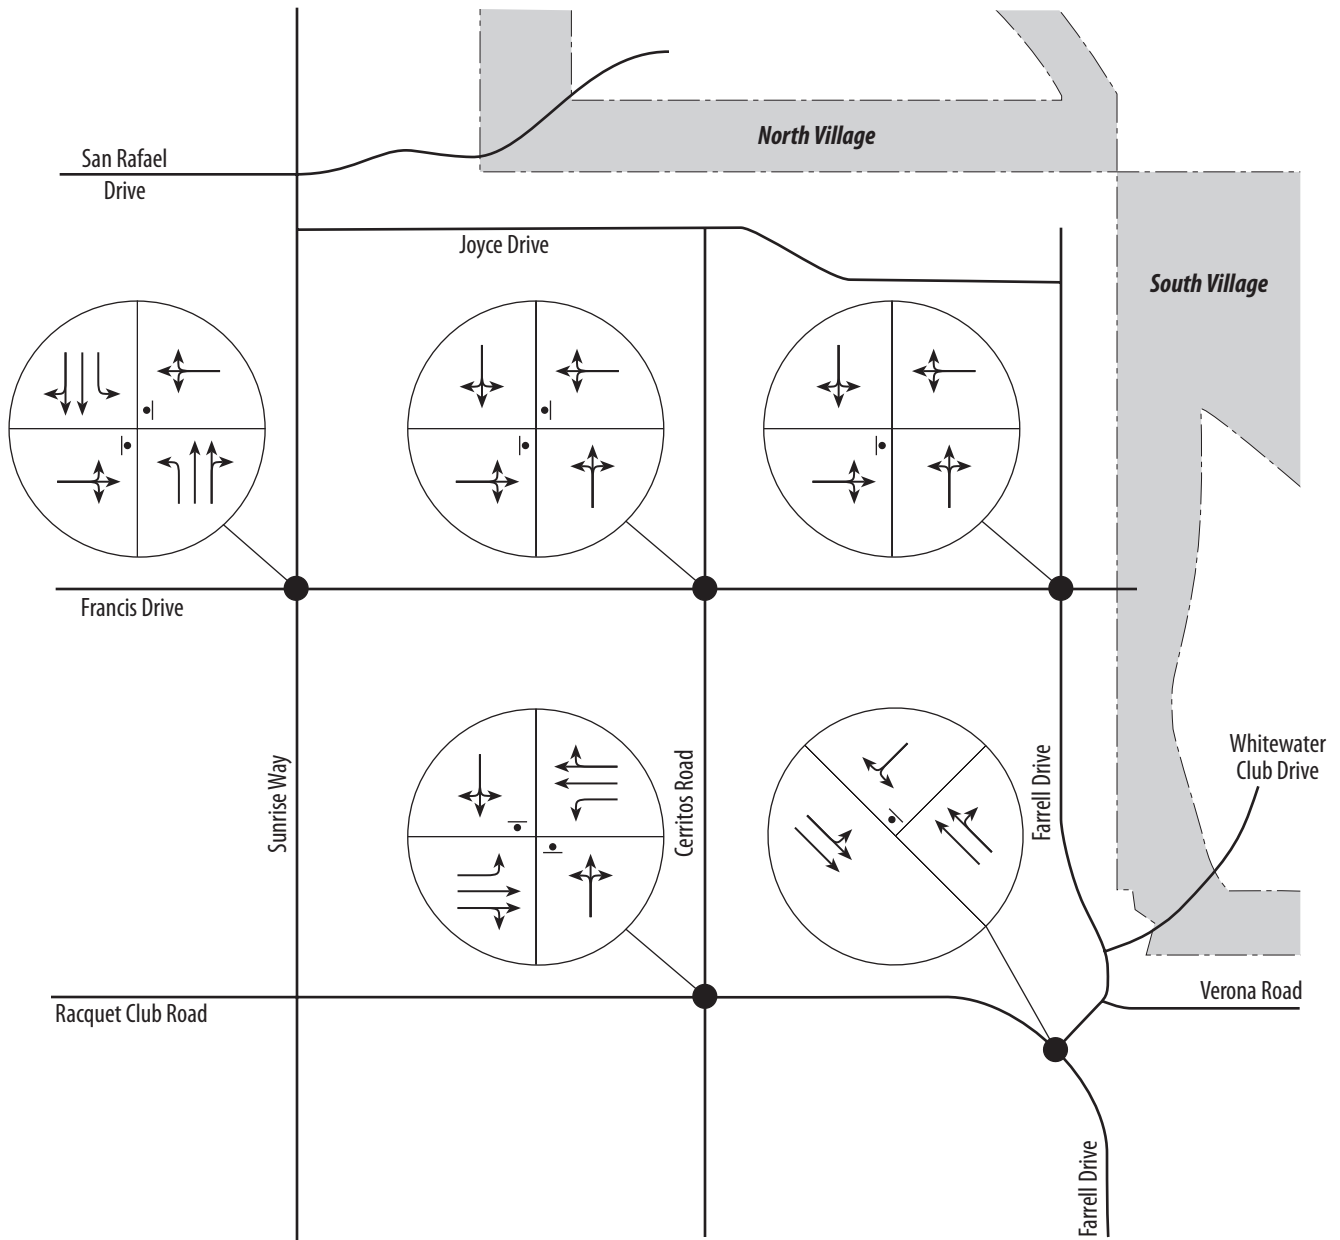 North Village
San Rafael
Drive
Joyce Drive
South Village
Francis Drive
Sunrise Way
Cerritos Road
Farrell Drive
Whitewater
Club Drive
Racquet Club Road
Verona Road
Farrell Drive